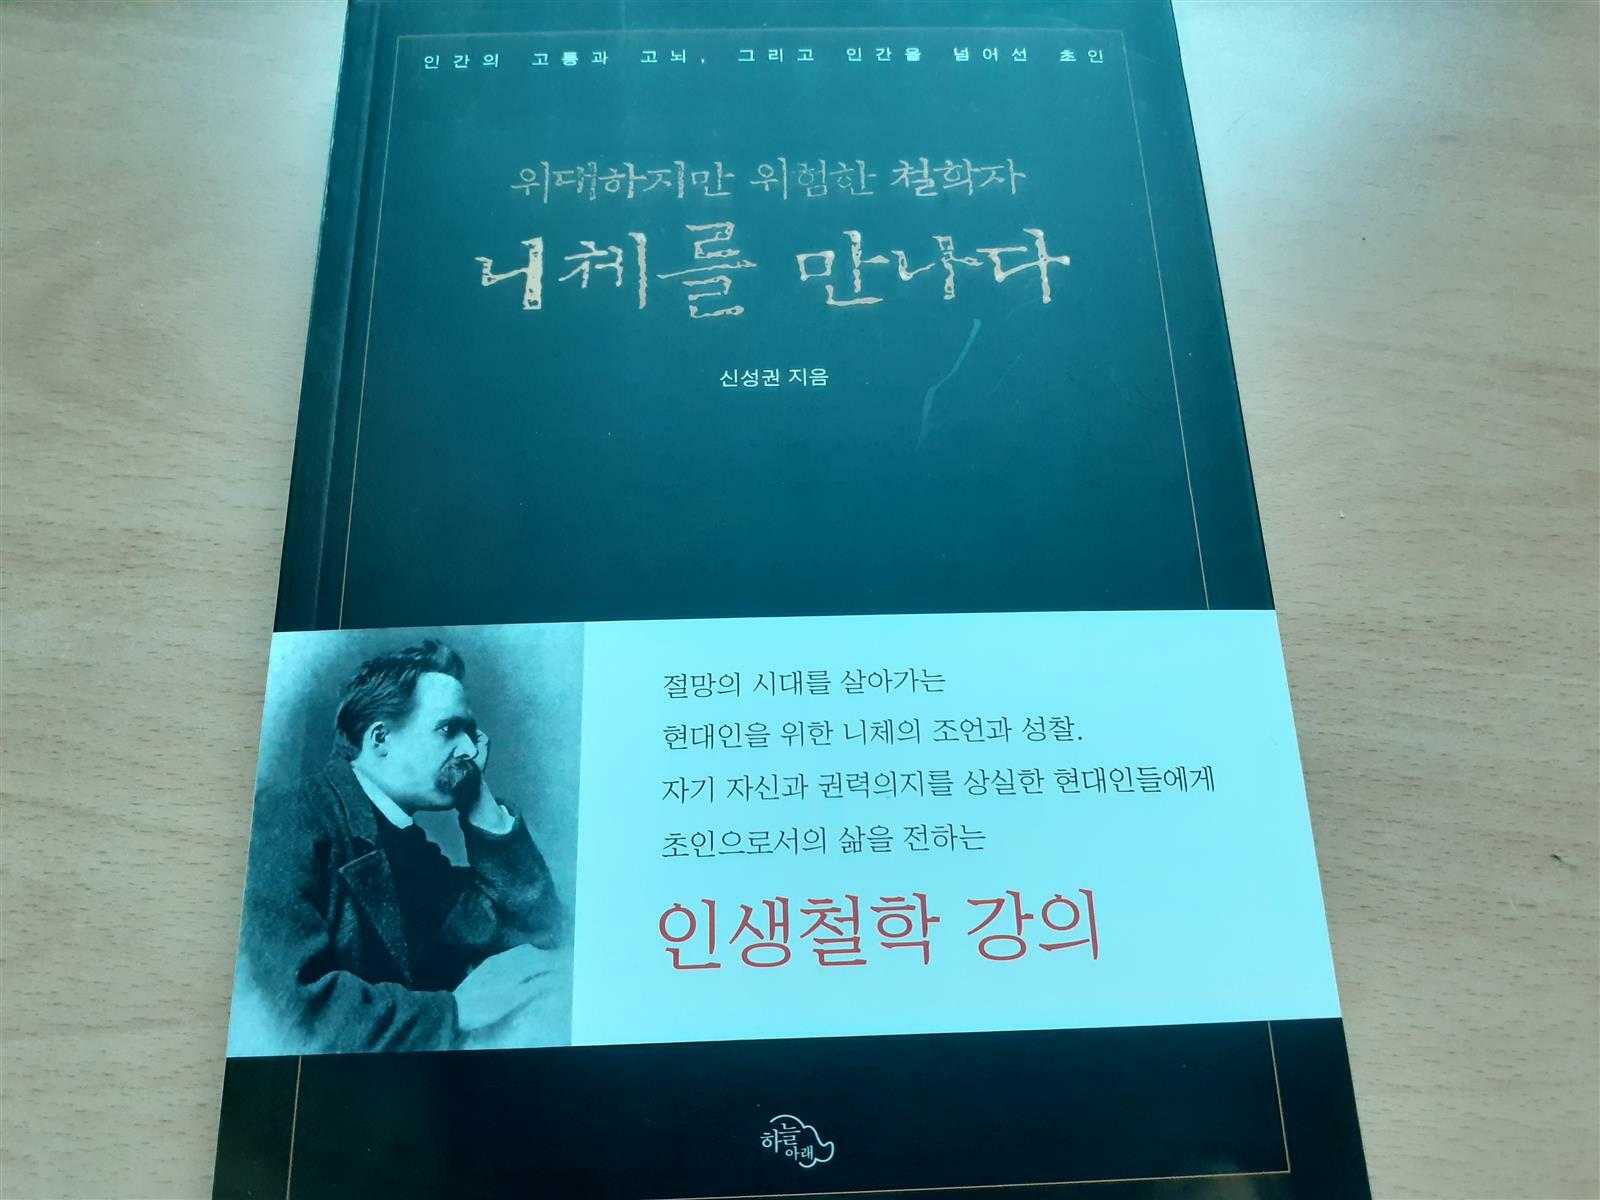 인간의 고통과 고뇌, 그리고 인간을 넘어선 초인
위대하지만 위험한 철학자
니체를 만나다
신성권 지음
절망의 시대를 살아가는
현대인을 위한 니체의 조언과 성찰.
자기 자신과 권력의지를 상실한 현대인들에게
초인으로서의 삶을 전하는
인생철학 강의
하늘
아래